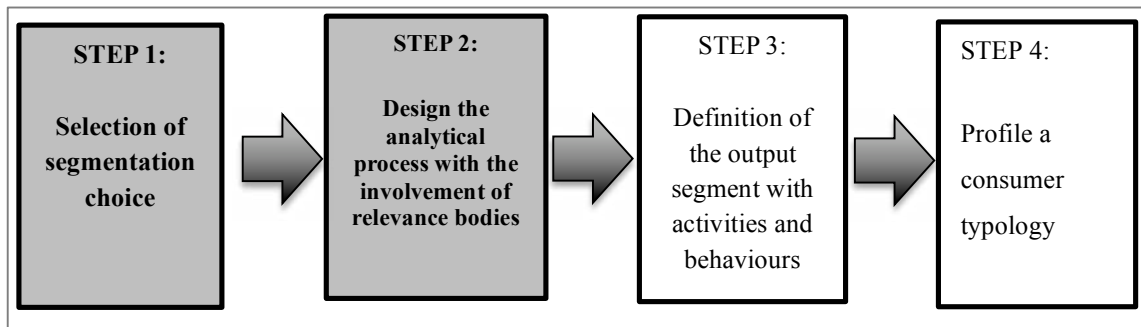 STEP 1:
Selection of
segmentation
choice
STEP 2:
Design the
analytical
process with the
involvement of
relevance bodies
STEP 3:
Definition of
the output
segment with
activities and
behaviours
STEP 4:
Profile a
consumer
typology